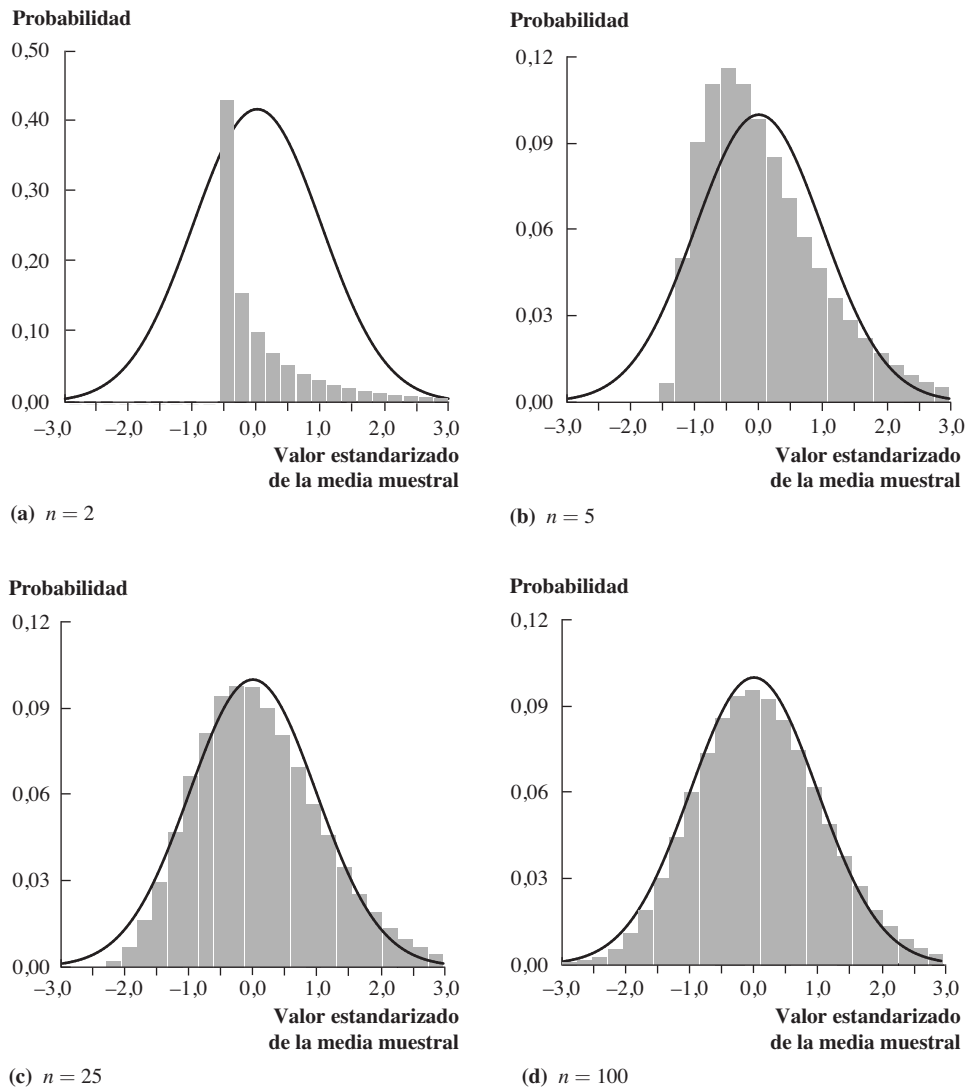 Probabilidad
0,50
0,40
0,30
0,20
0,10
0,00
–3,0 –2,0 –1,0 0,0 1,0 2,0 3,0
Valor estandarizado
de la media muestral
(a) n = 2
Probabilidad
0,12
0,09
0,06
0,03
0,00
–3,0 –2,0 –1,0 0,0 1,0 2,0 3,0
Valor estandarizado
de la media muestral
(b) n = 5
Probabilidad
0,12
0,09
0,06
0,03
0,00
–3,0 –2,0 –1,0 0,0 1,0 2,0 3,0
Valor estandarizado
de la media muestral
(c) n = 25
Probabilidad
0,12
0,09
0,06
0,03
0,00
–3,0 –2,0 –1,0 0,0 1,0 2,0 3,0
Valor estandarizado
de la media muestral
(d) n = 100